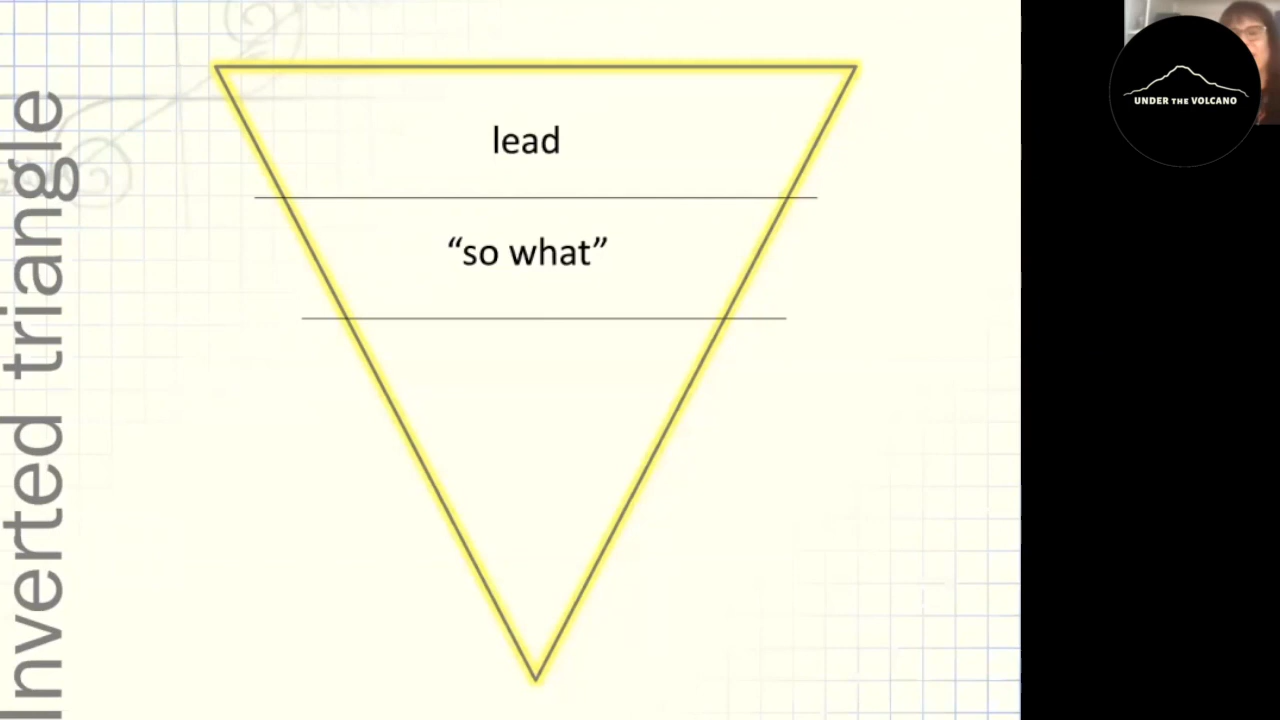 Inverted triangle
lead
“so what”
UNDER THE VOLCANO